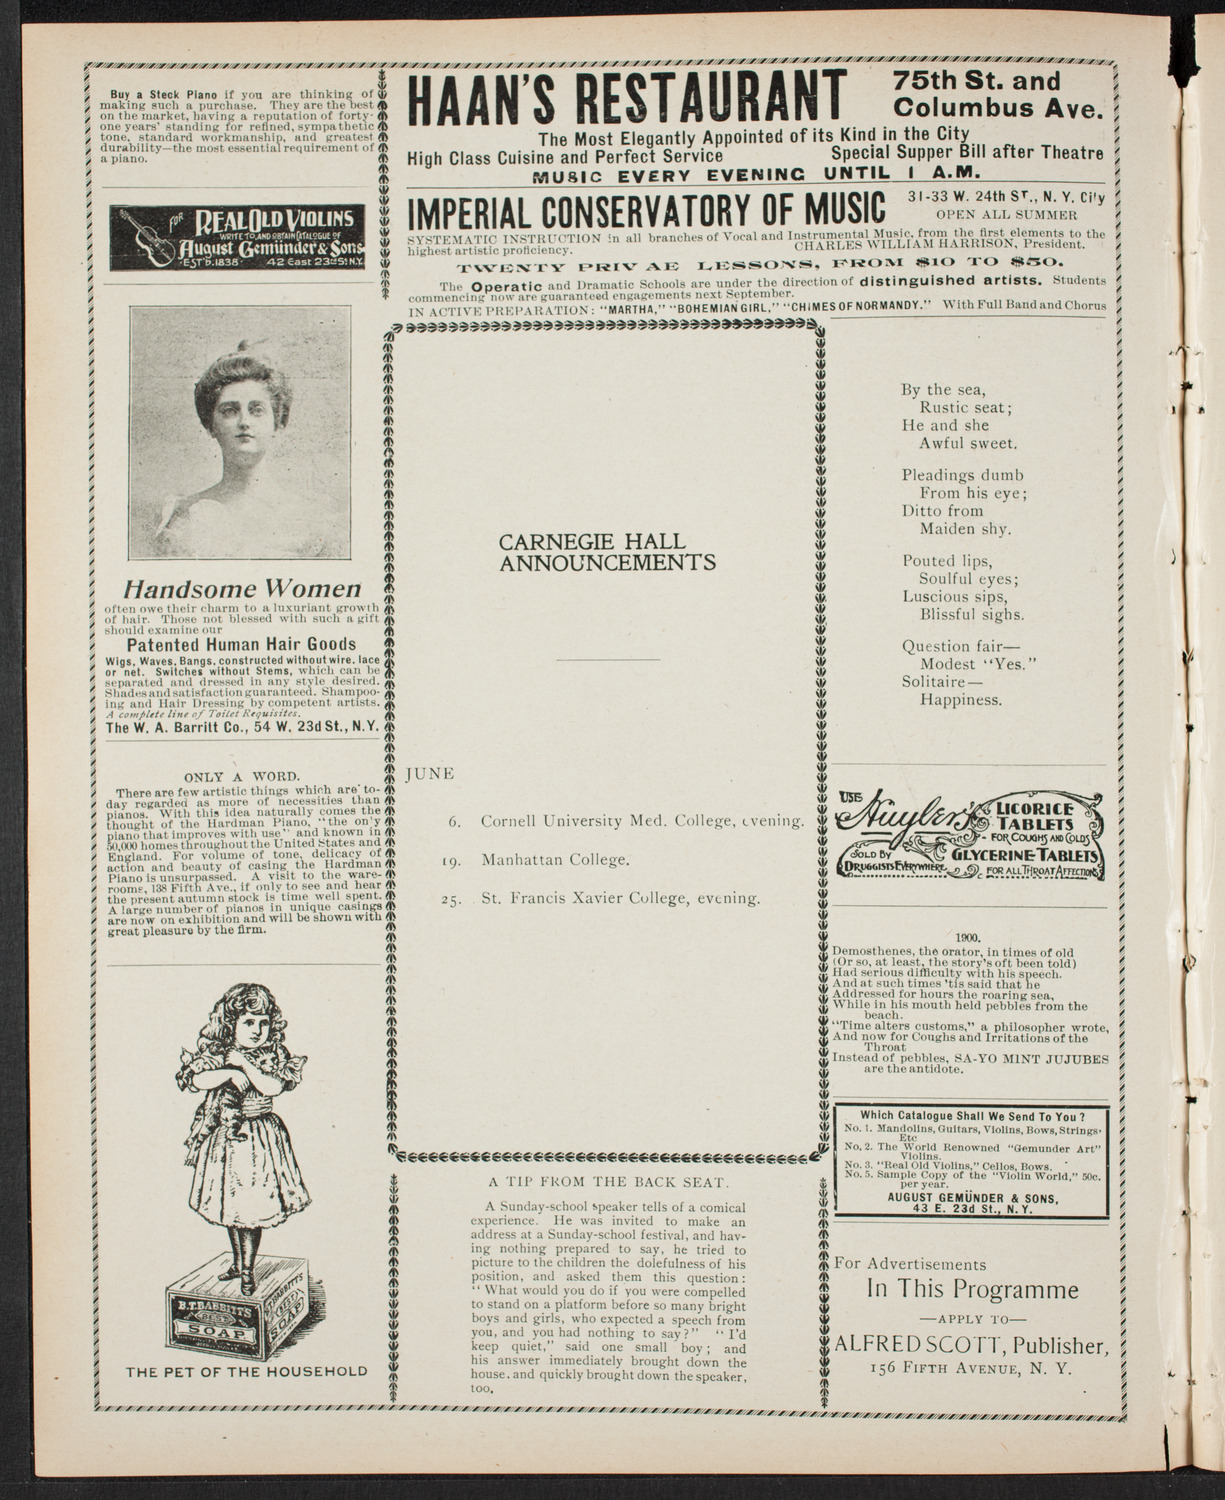 Buy a Steck Piano if you are thinking of
making such a purchase. They are the best
on the market, having a reputation of forty-
one years' standing for refined, sympathetic
tone, standard workmanship, and greatest
durability—the most essential requirement of
a piano.
FOR REAL OLD VIOLINS
WRITE TO, AND OBTAIN CATALOGUE OF
August Gemünder & Sons
EST'D. 1838 42 East 23rd St. N.Y.
Handsome Women
often owe their charm to a luxuriant growth
of hair. Those not blessed with such a gift
should examine our
Patented Human Hair Goods
Wigs, Waves, Bangs, constructed without wire, lace
or net. Switches without Stems, which can be
separated and dressed in any style desired.
Shades and satisfaction guaranteed. Shampoo-
ing and Hair Dressing by competent artists.
A complete line of Toilet Requisites.
The W. A. Barritt Co., 54 W. 23d St., N.Y.
ONLY A WORD.
There are few artistic things which are to-
day regarded as more of necessities than
pianos. With this idea naturally comes the
thought of the Hardman Piano, "the on'y
piano that improves with use" and known in
50,000 homes throughout the United States and
England. For volume of tone, delicacy of
action and beauty of casing the Hardman
Piano is unsurpassed. A visit to the ware-
rooms, 138 Fifth Ave., if only to see and hear
the present autumn stock is time well spent.
A large number of pianos in unique casings
are now on exhibition and will be shown with
great pleasure by the firm.
B.T. BABBITT'S
BEST
SOAP
B.T. BABBITT'S
BEST
SOAP
THE PET OF THE HOUSEHOLD
HAAN'S RESTAURANT 75th St. and
Columbus Ave.
The Most Elegantly Appointed of its Kind in the City
High Class Cuisine and Perfect Service Special Supper Bill after Theatre
MUSIC EVERY EVENING UNTIL 1 A.M.
IMPERIAL CONSERVATORY OF MUSIC 31-33 W. 24th ST., N. Y. City
OPEN ALL SUMMER
SYSTEMATIC INSTRUCTION in all branches of Vocal and Instrumental Music, from the first elements to the
highest artistic proficiency. CHARLES WILLIAM HARRISON, President.
TWENTY PRIV AE LESSONS, FROM $10 TO $50.
The Operatic and Dramatic Schools are under the direction of distinguished artists. Students
commencing now are guaranteed engagements next September.
IN ACTIVE PREPARATION: "MARTHA," "BOHEMIAN GIRL," "CHIMES OF NORMANDY." With Full Band and Chorus
CARNEGIE HALL
ANNOUNCEMENTS
JUNE
6. Cornell University Med. College, evening.
19. Manhattan College.
25. St. Francis Xavier College, evening.
A TIP FROM THE BACK SEAT.
A Sunday-school speaker tells of a comical
experience. He was invited to make an
address at a Sunday-school festival, and hav-
ing nothing prepared to say, he tried to
picture to the children the dolefulness of his
position, and asked them this question:
"What would you do if you were compelled
to stand on a platform before so many bright
boys and girls, who expected a speech from
you, and you had nothing to say?" "I'd
keep quiet," said one small boy; and
his answer immediately brought down the
house, and quickly brought down the speaker,
too.
By the sea,
Rustic seat;
He and she
Awful sweet.
Pleadings dumb
From his eye;
Ditto from
Maiden shy.
Pouted lips,
Soulful eyes;
Luscious sips,
Blissful sighs.
Question fair—
Modest "Yes."
Solitaire—
Happiness.
USE Huyler's LICORICE
TABLETS
FOR COUGHS AND COLDS
SOLD BY
DRUGGISTS EVERYWHERE
GLYCERINE TABLETS
FOR ALL THROAT AFFECTIONS
1900.
Demosthenes, the orator, in times of old
(Or so, at least, the story's oft been told)
Had serious difficulty with his speech.
And at such times 'tis said that he
Addressed for hours the roaring sea,
While in his mouth held pebbles from the
beach.
"Time alters customs," a philosopher wrote,
And now for Coughs and Irritations of the
Throat
Instead of pebbles, SA-YO MINT JUJUBES
are the antidote.
Which Catalogue Shall We Send To You?
No. 1. Mandolins, Guitars, Violins, Bows, Strings,
Etc
No. 2. The World Renowned "Gemunder Art"
Violins.
No. 3. "Real Old Violins," Cellos, Bows.
No. 5. Sample Copy of the "Violin World," 50c.
per year.
AUGUST GEMÜNDER & SONS,
43 E. 23d St., N.Y.
For Advertisements
In This Programme
—APPLY TO—
ALFRED SCOTT, Publisher,
156 FIFTH AVENUE, N. Y.